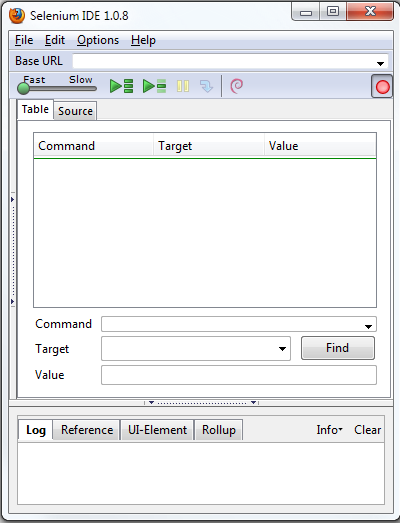 Selenium IDE 1.0.8
File Edit Options Help
Base URL
Fast Slow
Table Source
Command Target Value
Command
Target Find
Value
Log Reference UI-Element Rollup Info Clear